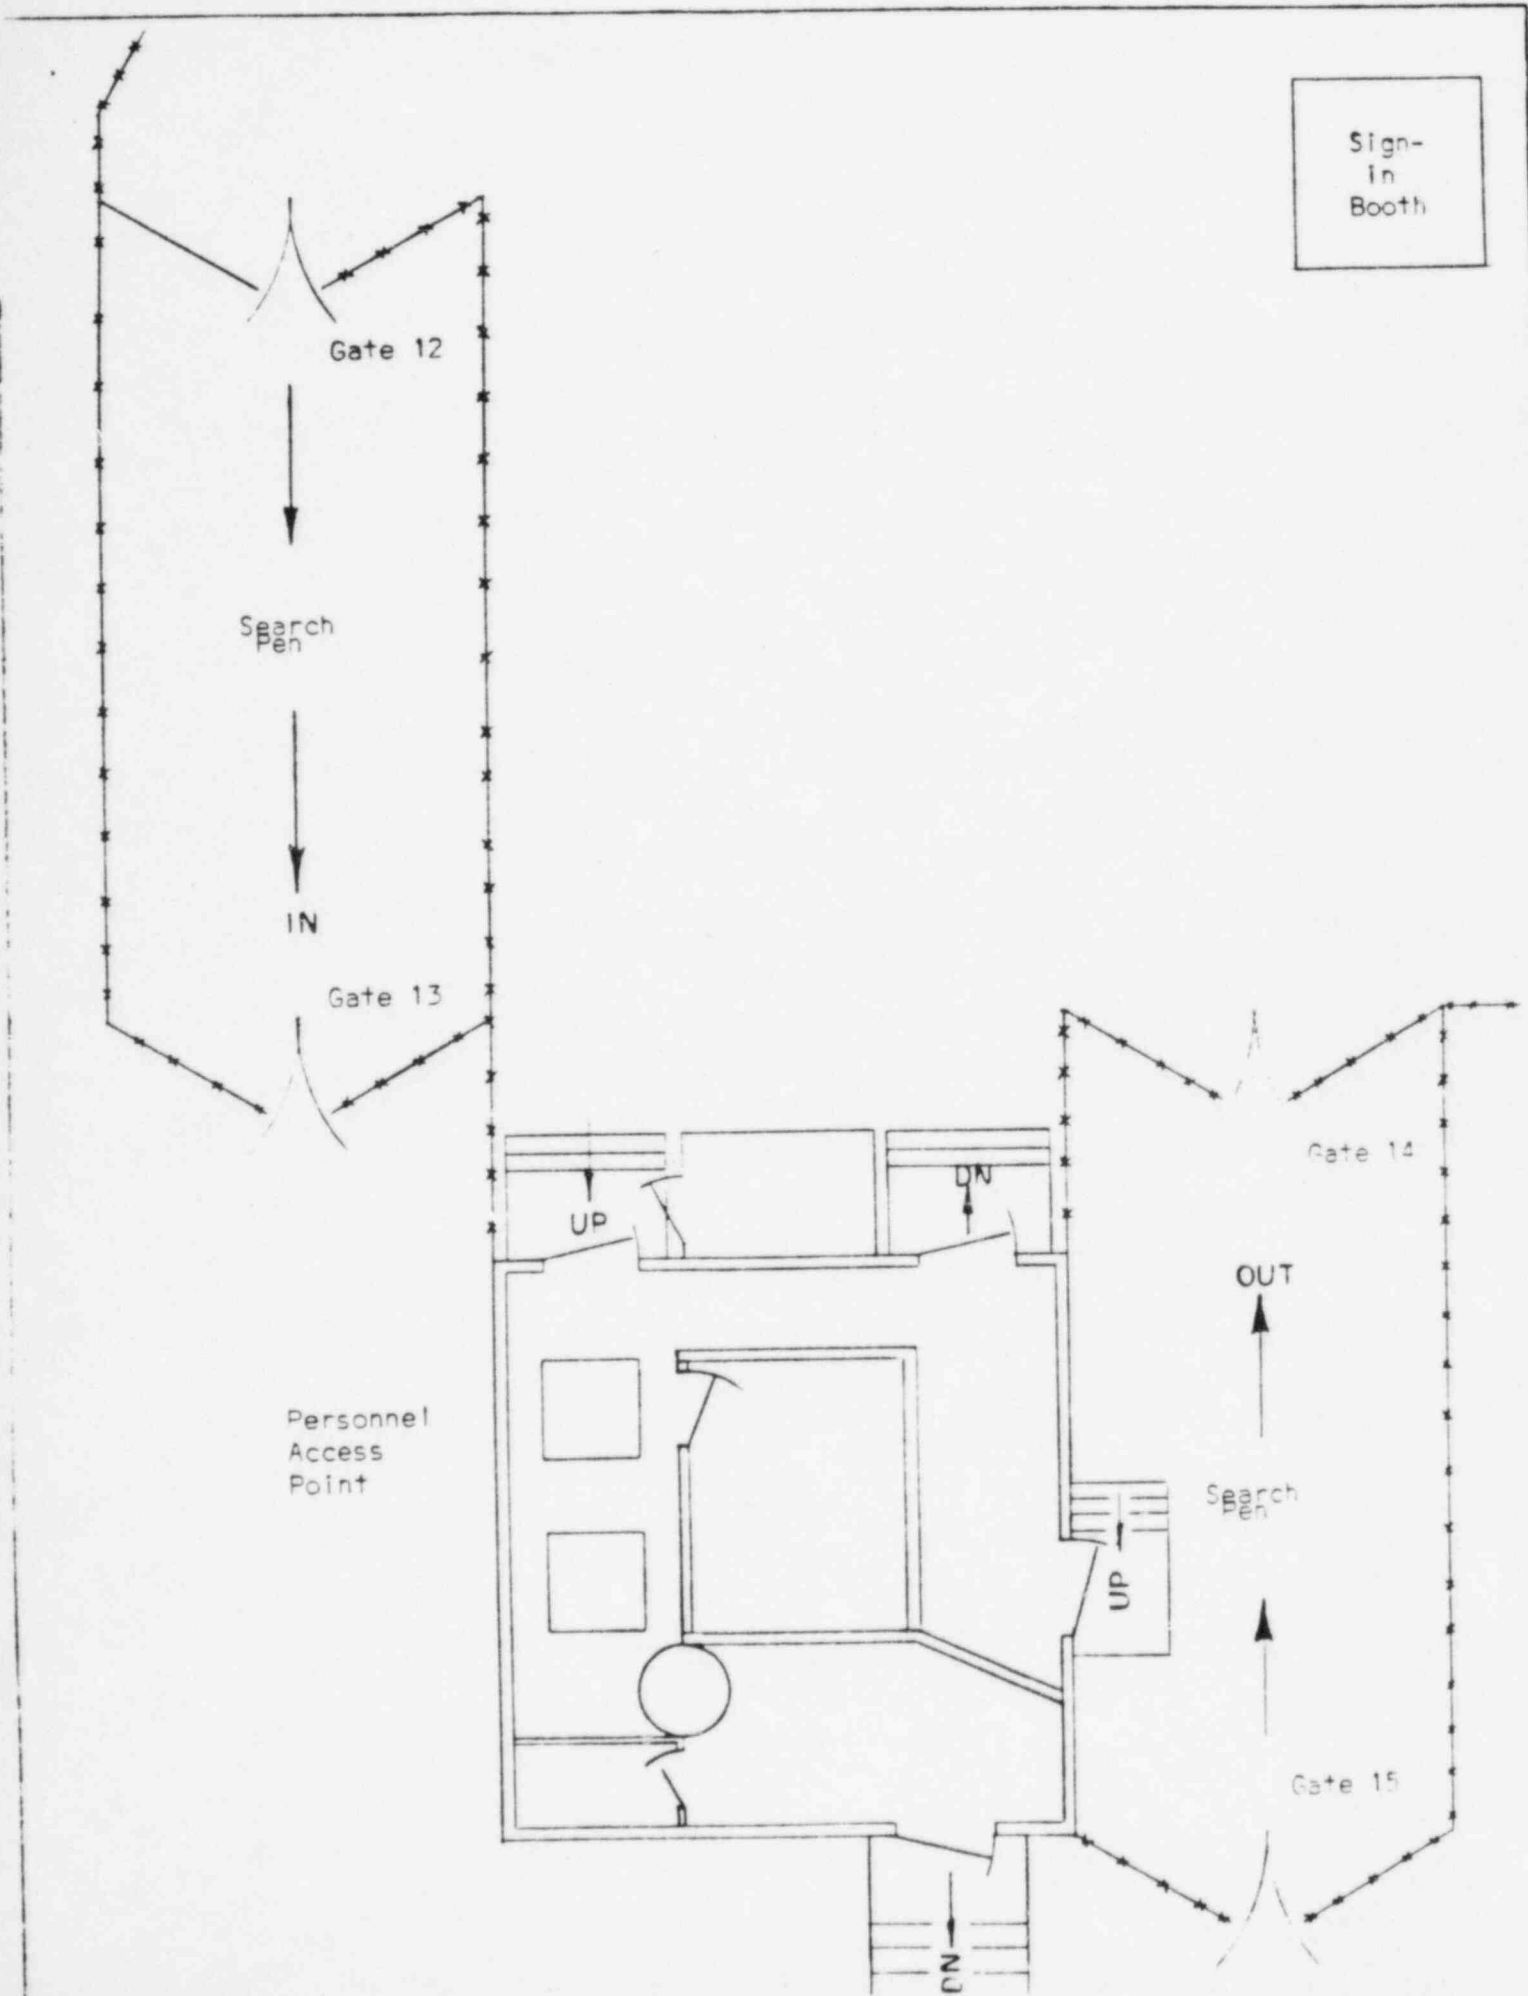 Sign-
in
Booth
Gate 12
Search
Pen
IN
Gate 13
Gate 14
UP
DN
OUT
Personnel
Access
Point
Search
Pen
UP
Gate 15
DN